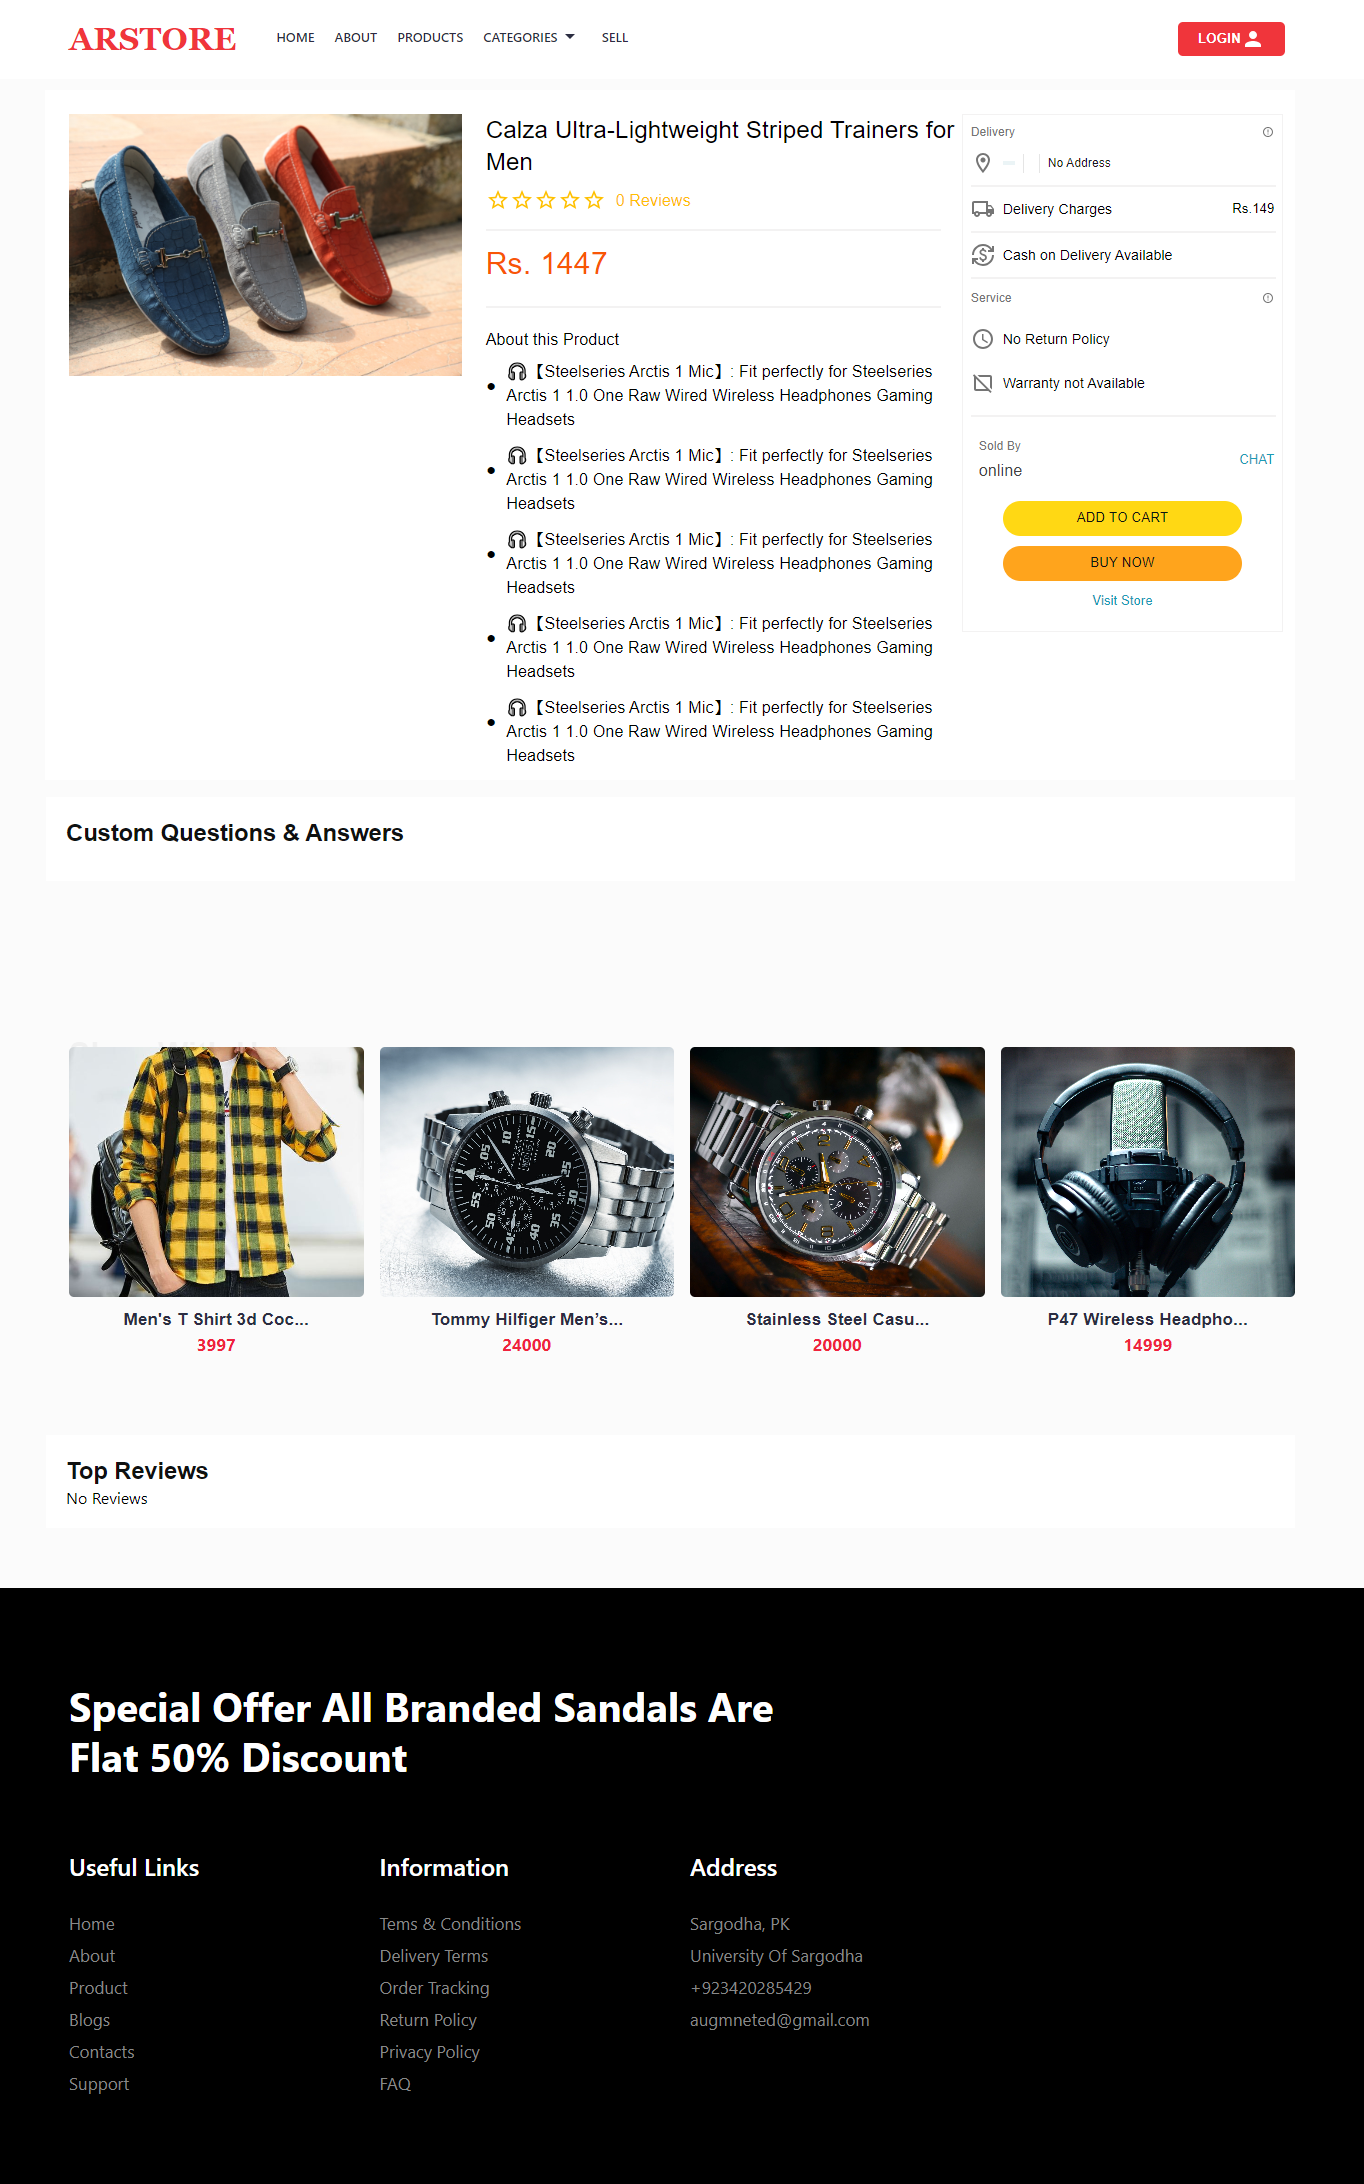 ARSTORE
HOME
ABOUT
PRODUCTS
CATEGORIES
SELL
LOGIN
Calza Ultra-Lightweight Striped Trainers for
Men
0 Reviews
Rs. 1447
About this Product
🎧【Steelseries Arctis 1 Mic】: Fit perfectly for Steelseries
Arctis 1 1.0 One Raw Wired Wireless Headphones Gaming
Headsets
🎧【Steelseries Arctis 1 Mic】: Fit perfectly for Steelseries
Arctis 1 1.0 One Raw Wired Wireless Headphones Gaming
Headsets
🎧【Steelseries Arctis 1 Mic】: Fit perfectly for Steelseries
Arctis 1 1.0 One Raw Wired Wireless Headphones Gaming
Headsets
🎧【Steelseries Arctis 1 Mic】: Fit perfectly for Steelseries
Arctis 1 1.0 One Raw Wired Wireless Headphones Gaming
Headsets
🎧【Steelseries Arctis 1 Mic】: Fit perfectly for Steelseries
Arctis 1 1.0 One Raw Wired Wireless Headphones Gaming
Headsets
Delivery
No Address
Delivery Charges
Rs.149
Cash on Delivery Available
Service
No Return Policy
Warranty not Available
Sold By
online
CHAT
ADD TO CART
BUY NOW
Visit Store
Custom Questions & Answers
Men's T Shirt 3d Coc...
3997
Tommy Hilfiger Men’s...
24000
Stainless Steel Casu...
20000
P47 Wireless Headpho...
14999
Top Reviews
No Reviews
Special Offer All Branded Sandals Are
Flat 50% Discount
Useful Links
Home
About
Product
Blogs
Contacts
Support
Information
Tems & Conditions
Delivery Terms
Order Tracking
Return Policy
Privacy Policy
FAQ
Address
Sargodha, PK
University Of Sargodha
+923420285429
augmneted@gmail.com